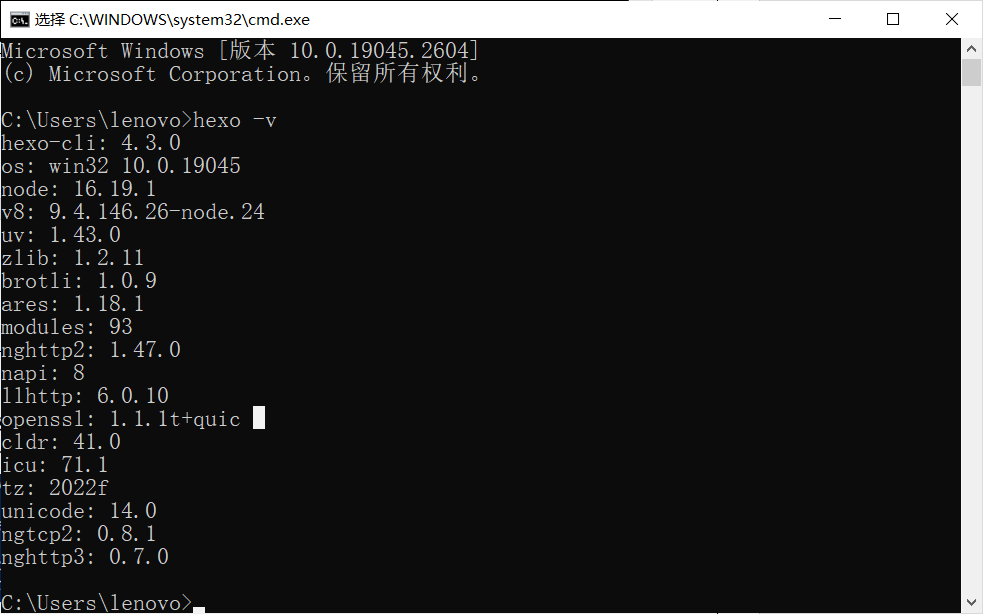 选择 C:\WINDOWS\system32\cmd.exe
Microsoft Windows [版本 10.0.19045.2604]
(c) Microsoft Corporation。保留所有权利。
C:\Users\lenovo>hexo -v
hexo-cli: 4.3.0
os: win32 10.0.19045
node: 16.19.1
v8: 9.4.146.26-node.24
uv: 1.43.0
zlib: 1.2.11
brotli: 1.0.9
ares: 1.18.1
modules: 93
nghttp2: 1.47.0
napi: 8
llhttp: 6.0.10
openssl: 1.1.1t+quic
cldr: 41.0
icu: 71.1
tz: 2022f
unicode: 14.0
ngtcp2: 0.8.1
nghttp3: 0.7.0
C:\Users\lenovo>